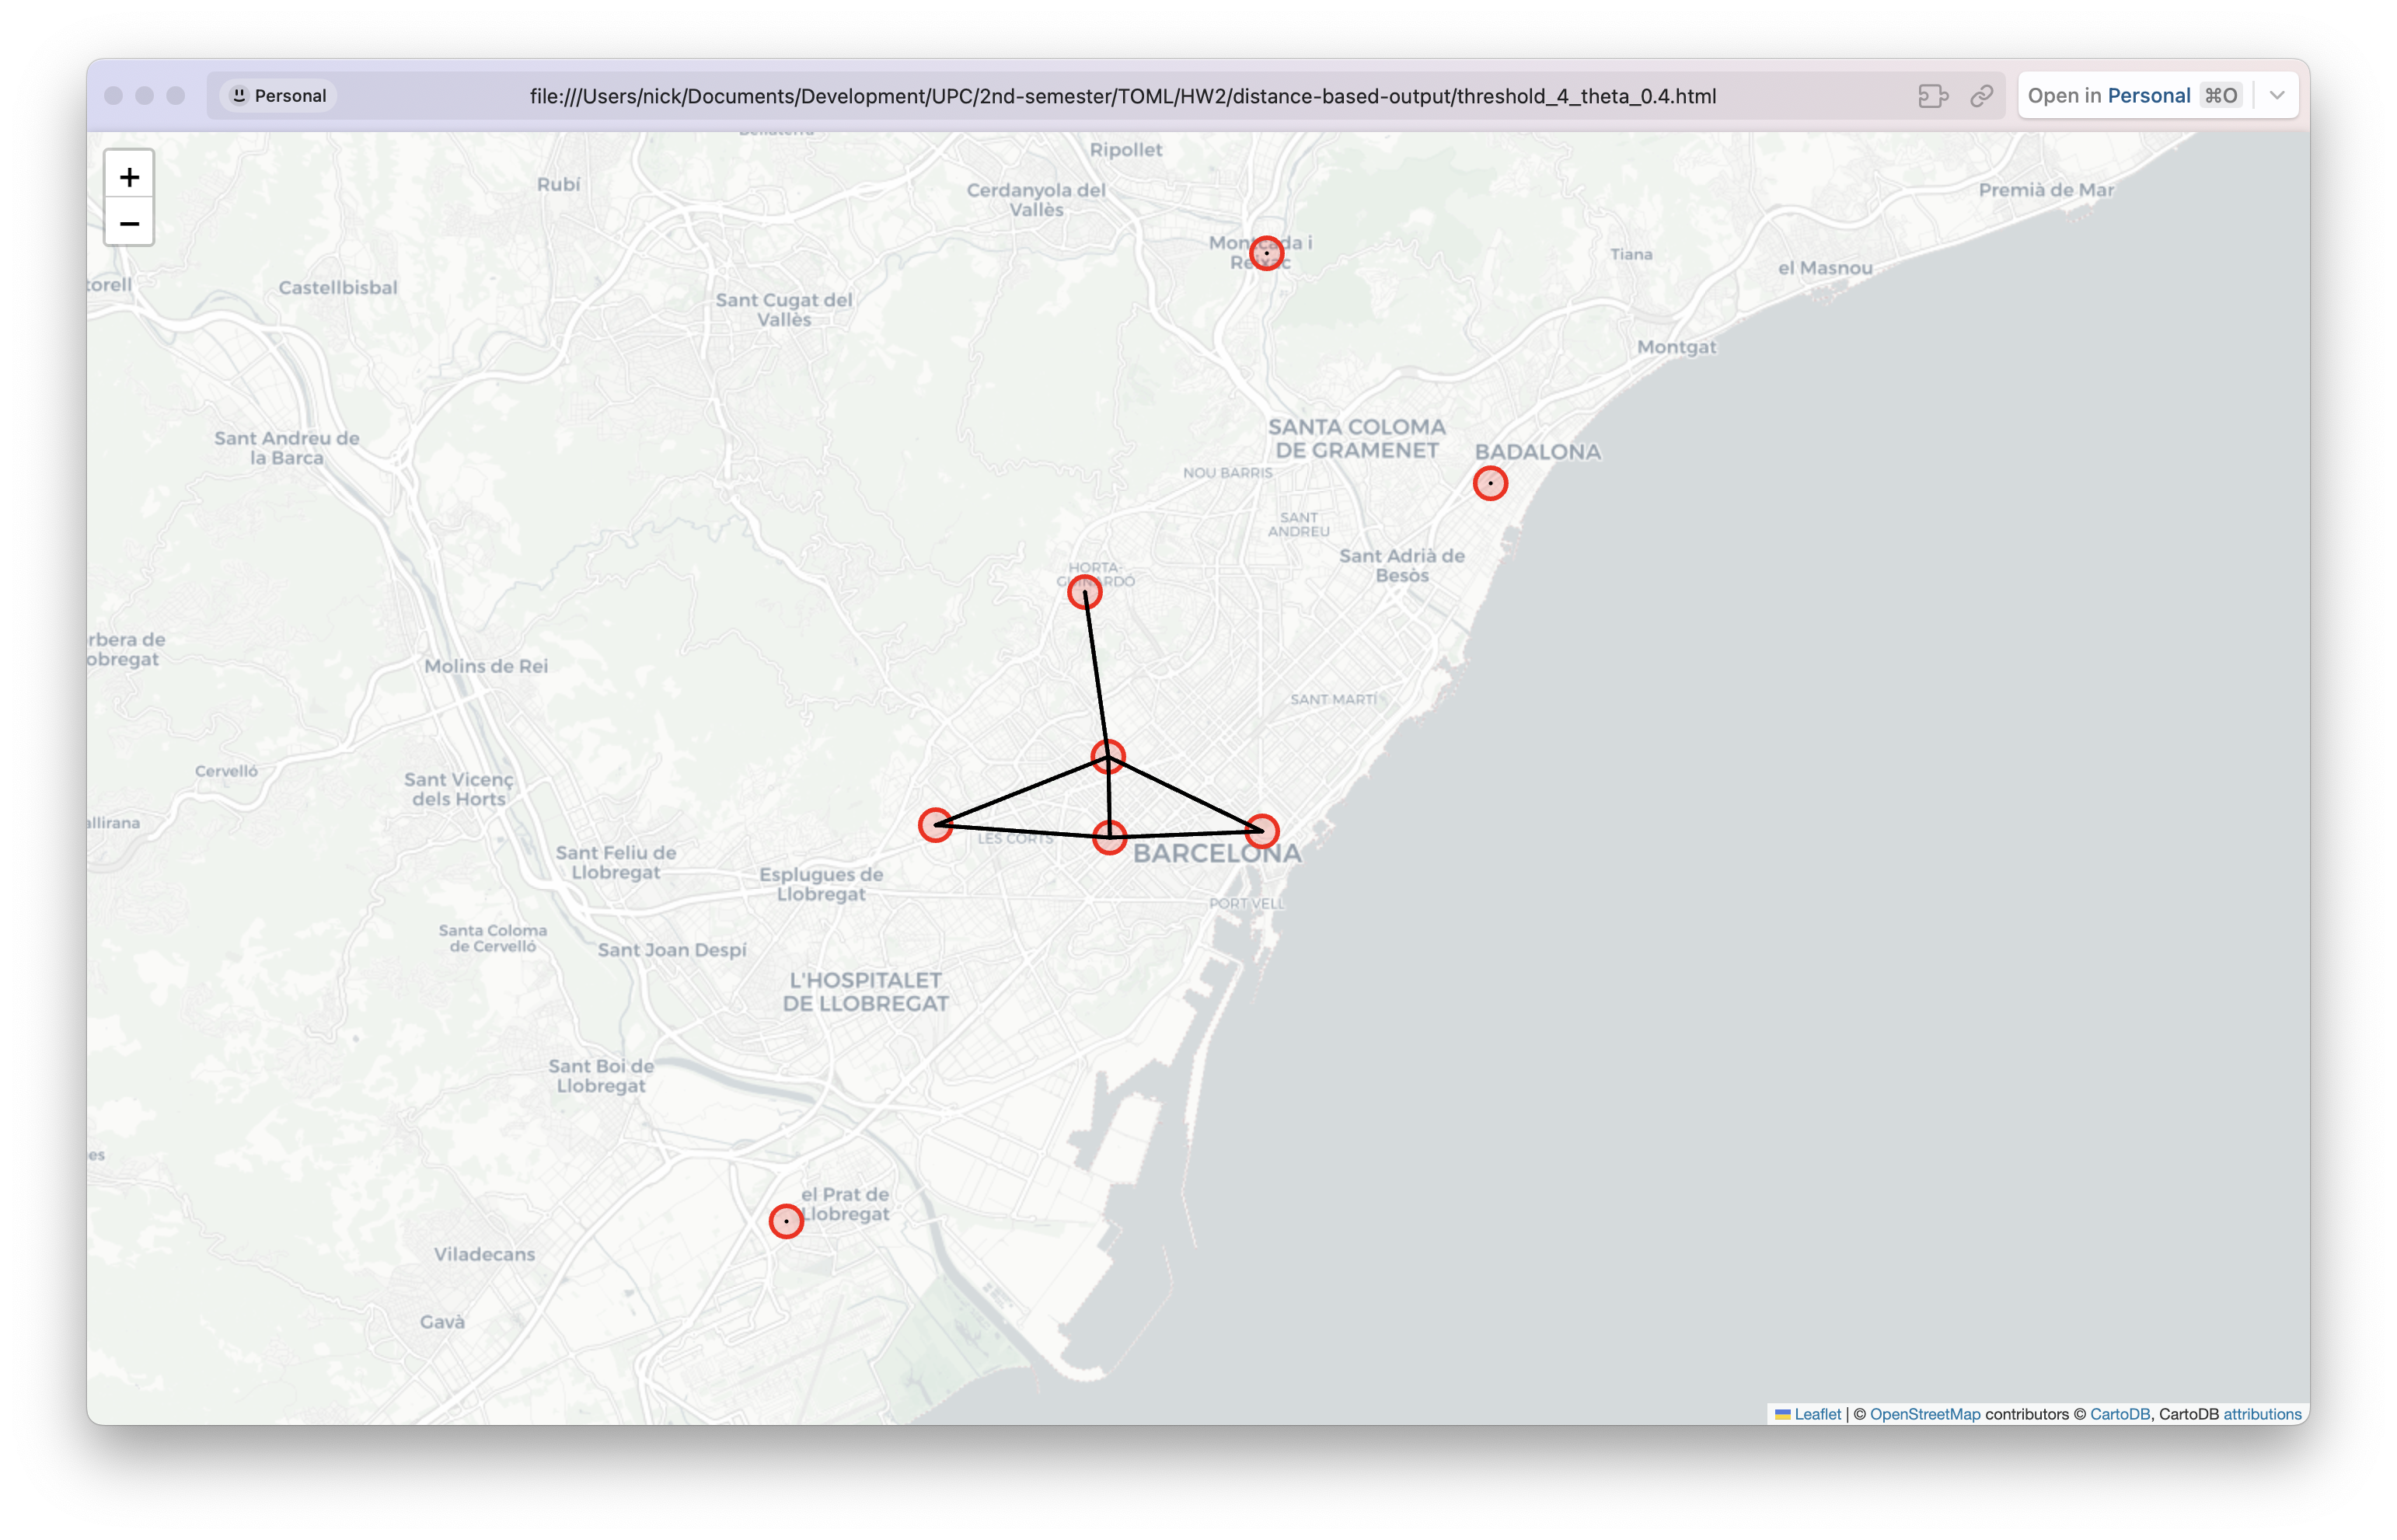 Personal
file:///Users/nick/Documents/Development/UPC/2nd-semester/TOML/HW2/distance-based-output/threshold_4_theta_0.4.html
Open in Personal ⌘O
+
−
Bellaterra
Ripollet
Rubí
Cerdanyola del
Vallès
Premià de Mar
Montcada i
Reixac
Tiana
el Masnou
torell
Castellbisbal
Sant Cugat del
Vallès
Montgat
SANTA COLOMA
DE GRAMENET
Sant Andreu de
la Barca
BADALONA
NOU BARRIS
SANT
ANDREU
Sant Adrià de
Besòs
HORTA-
GUINARDÓ
rbera de
obregat
Molins de Rei
SANT MARTÍ
Cervelló
Sant Vicenç
dels Horts
allirana
LES CORTS
BARCELONA
Sant Feliu de
Llobregat
Esplugues de
Llobregat
PORT VELL
Santa Coloma
de Cervelló
Sant Joan Despí
L'HOSPITALET
DE LLOBREGAT
Sant Boi de
Llobregat
es
el Prat de
Llobregat
Viladecans
Gavà
Leaflet | © OpenStreetMap contributors © CartoDB, CartoDB attributions